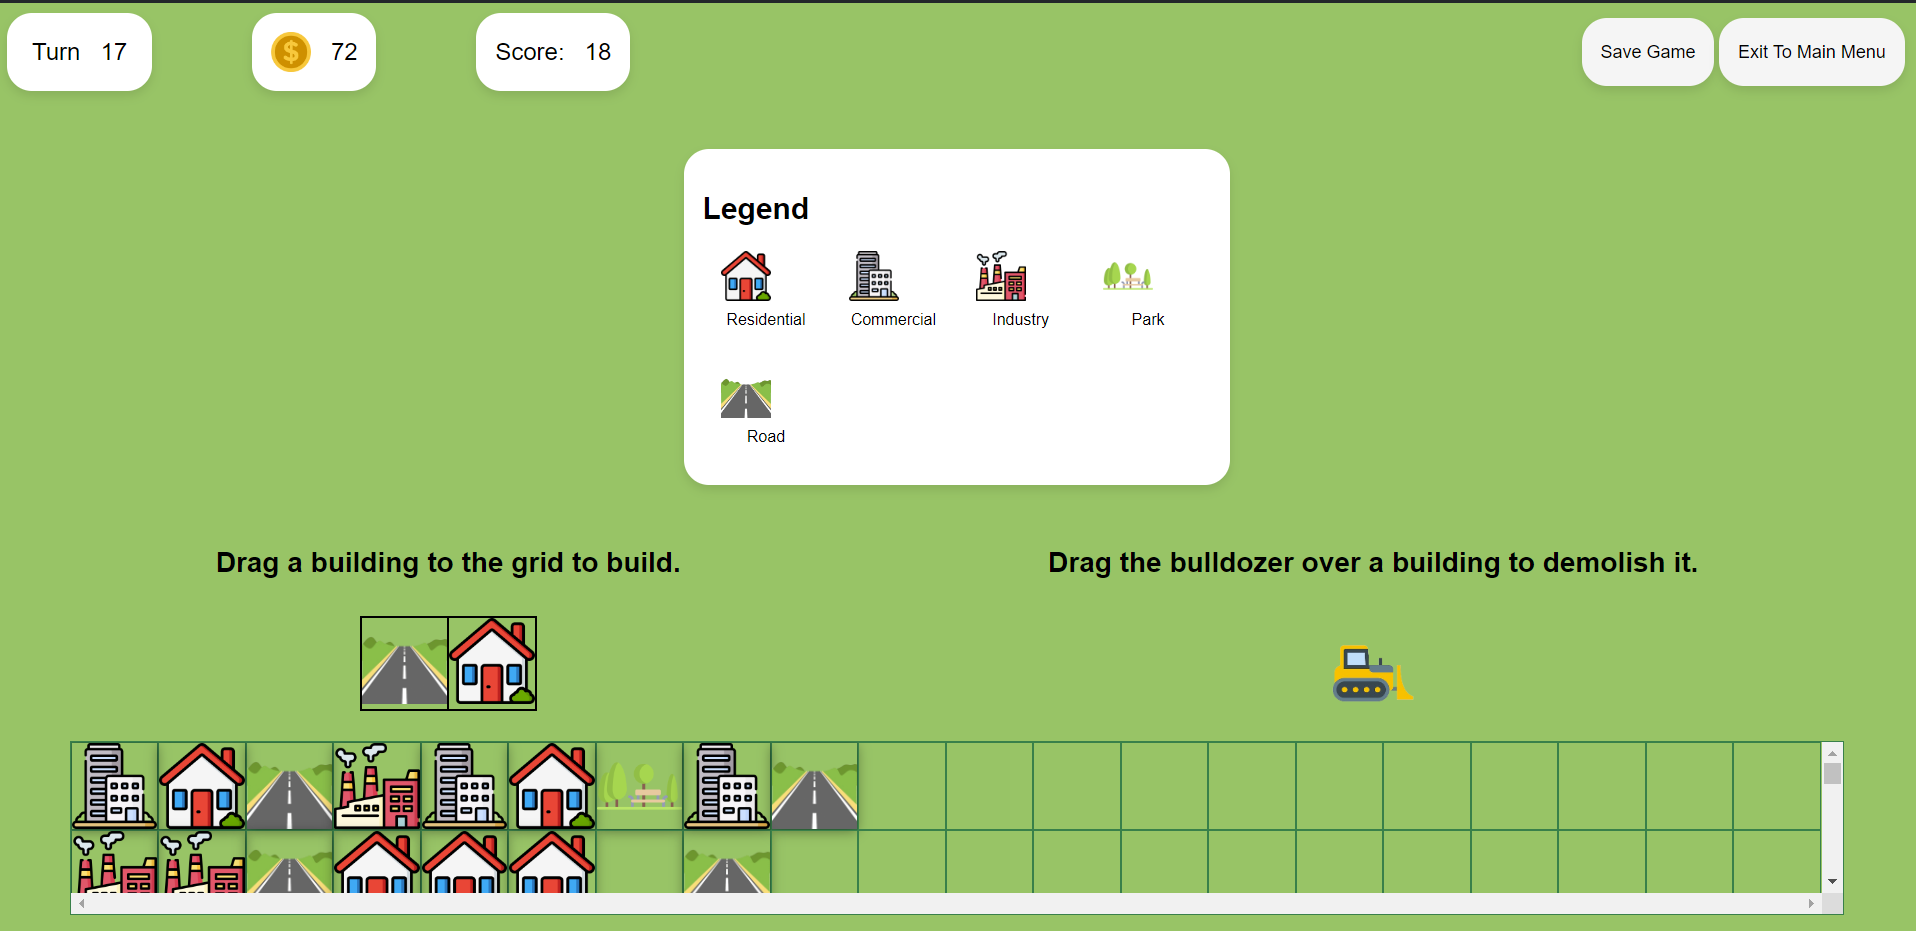 Turn 17
$ 72
Score: 18
Save Game
Exit To Main Menu
Legend
Residential
Commercial
Industry
Park
Road
Drag a building to the grid to build.
Drag the bulldozer over a building to demolish it.